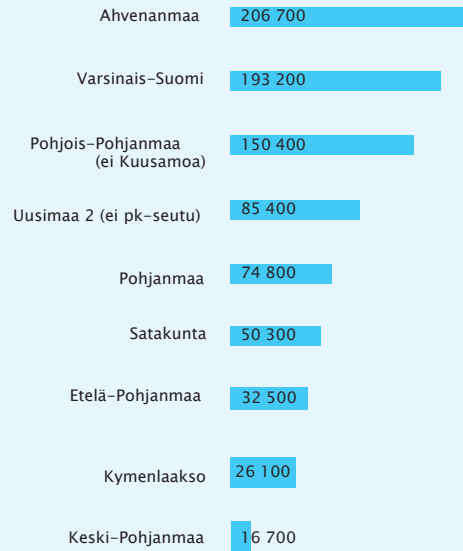 Ahvenanmaa 206 700
Varsinais-Suomi 193 200
Pohjois-Pohjanmaa 150 400
(ei Kuusamoa)
Uusimaa 2 (ei pk-seutu) 85 400
Pohjanmaa 74 800
Satakunta 50 300
Etelä-Pohjanmaa 32 500
Kymenlaakso 26 100
Keski-Pohjanmaa 16 700